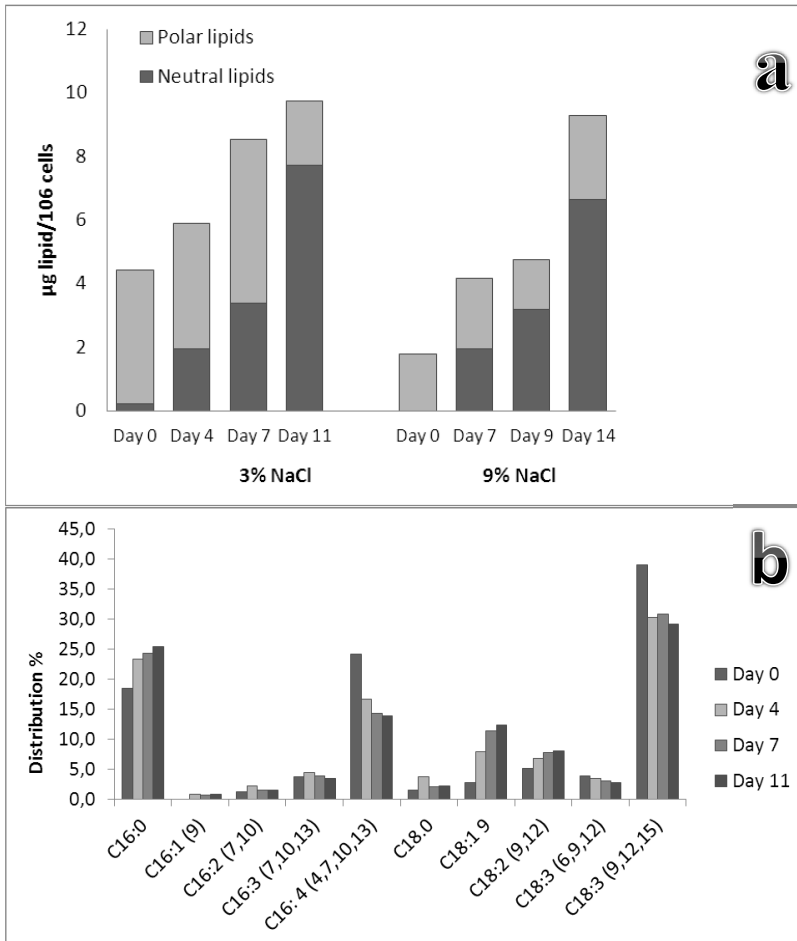 a
12
10
8
6
4
2
0
µg lipid/106 cells
Polar lipids
Neutral lipids
Day 0 Day 4 Day 7 Day 11 Day 0 Day 7 Day 9 Day 14
3% NaCl 9% NaCl
b
45,0
40,0
35,0
30,0
25,0
20,0
15,0
10,0
5,0
0,0
Distribution %
Day 0
Day 4
Day 7
Day 11
C16:0
C16:1 (9)
C16:2 (7,10)
C16:3 (7,10,13)
C16: 4 (4,7,10,13)
C18.0
C18:1 9
C18:2 (9,12)
C18:3 (6,9,12)
C18:3 (9,12,15)